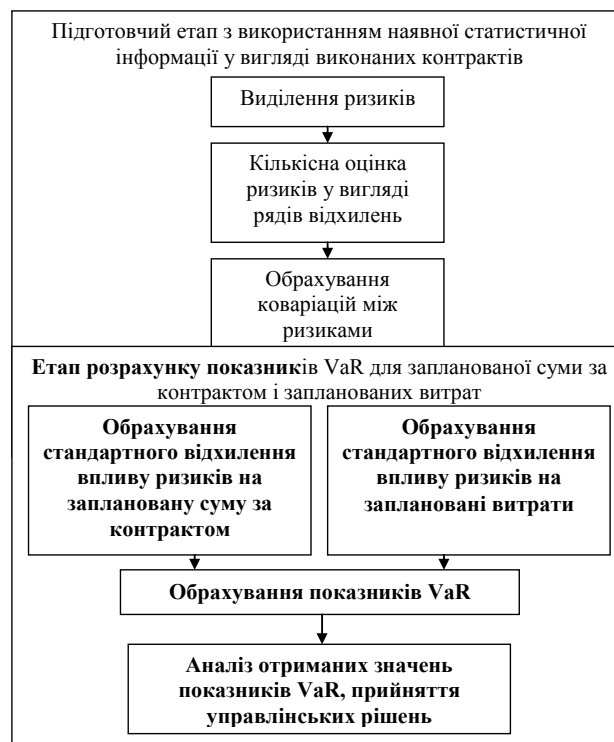 Підготовчий етап з використанням наявної статистичної
інформації у вигляді виконаних контрактів
Виділення ризиків
Кількісна оцінка
ризиків у вигляді
рядів відхилень
Обрахування
коваріацій між
ризиками
Етап розрахунку показників VaR для запланованої суми за
контрактом і запланованих витрат
Обрахування
стандартного відхилення
впливу ризиків на
заплановану суму за
контрактом
Обрахування
стандартного відхилення
впливу ризиків на
заплановані витрати
Обрахування показників VaR
Аналіз отриманих значень
показників VaR, прийняття
управлінських рішень